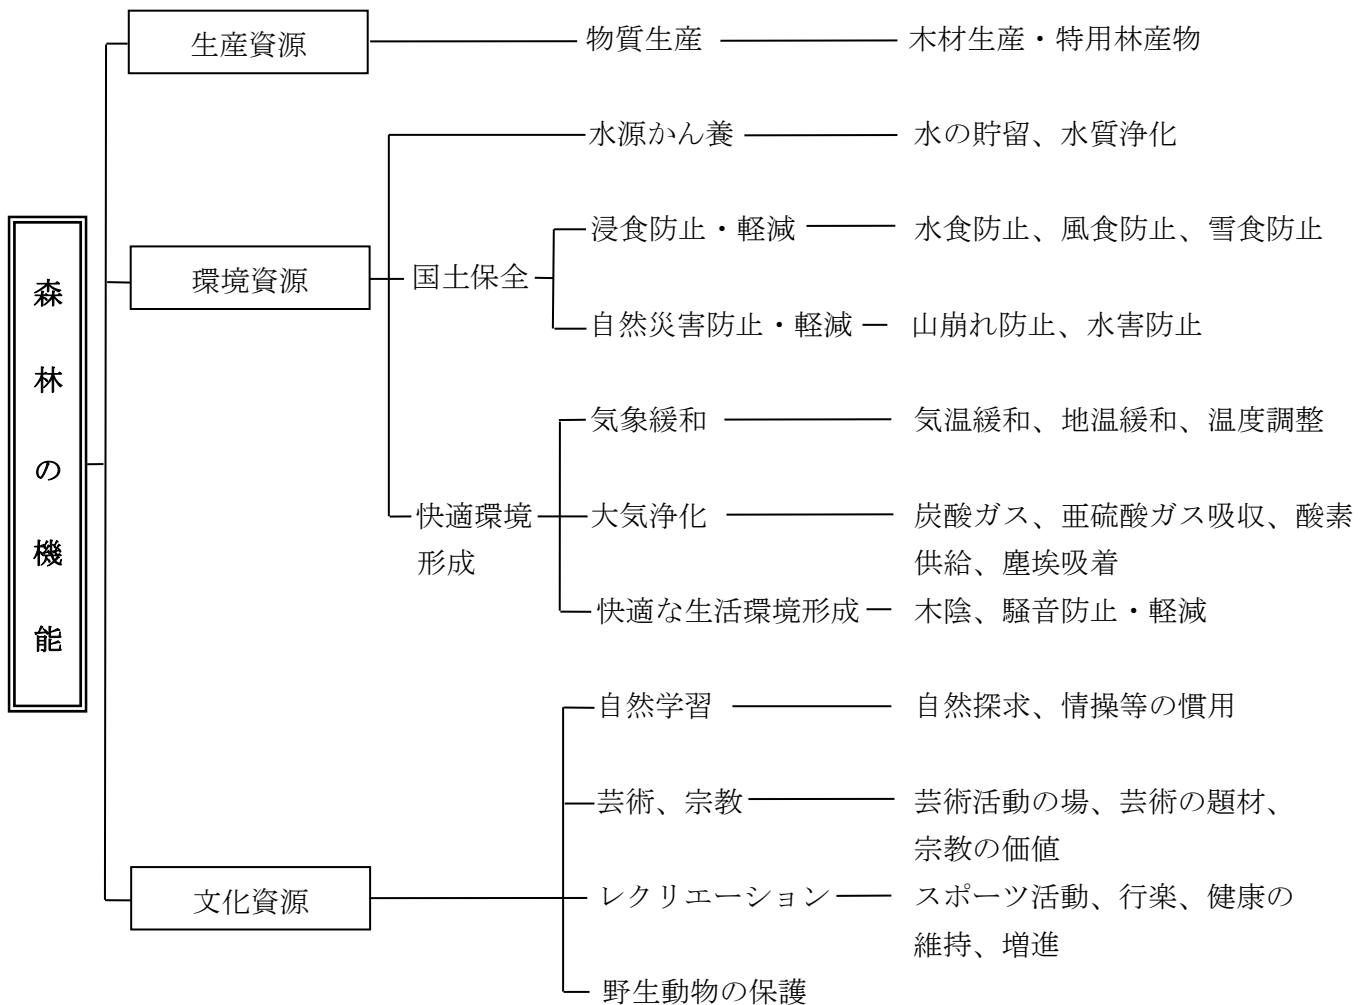 森林の機能
生産資源
物質生産
木材生産・特用林産物
環境資源
水源かん養
水の貯留、水質浄化
国土保全
浸食防止・軽減
水食防止、風食防止、雪食防止
自然災害防止・軽減
山崩れ防止、水害防止
快適環境
形成
気象緩和
気温緩和、地温緩和、温度調整
大気浄化
炭酸ガス、亜硫酸ガス吸収、酸素
供給、塵埃吸着
快適な生活環境形成
木陰、騒音防止・軽減
文化資源
自然学習
自然探求、情操等の慣用
芸術、宗教
芸術活動の場、芸術の題材、
宗教の価値
レクリエーション
スポーツ活動、行楽、健康の
維持、増進
野生動物の保護